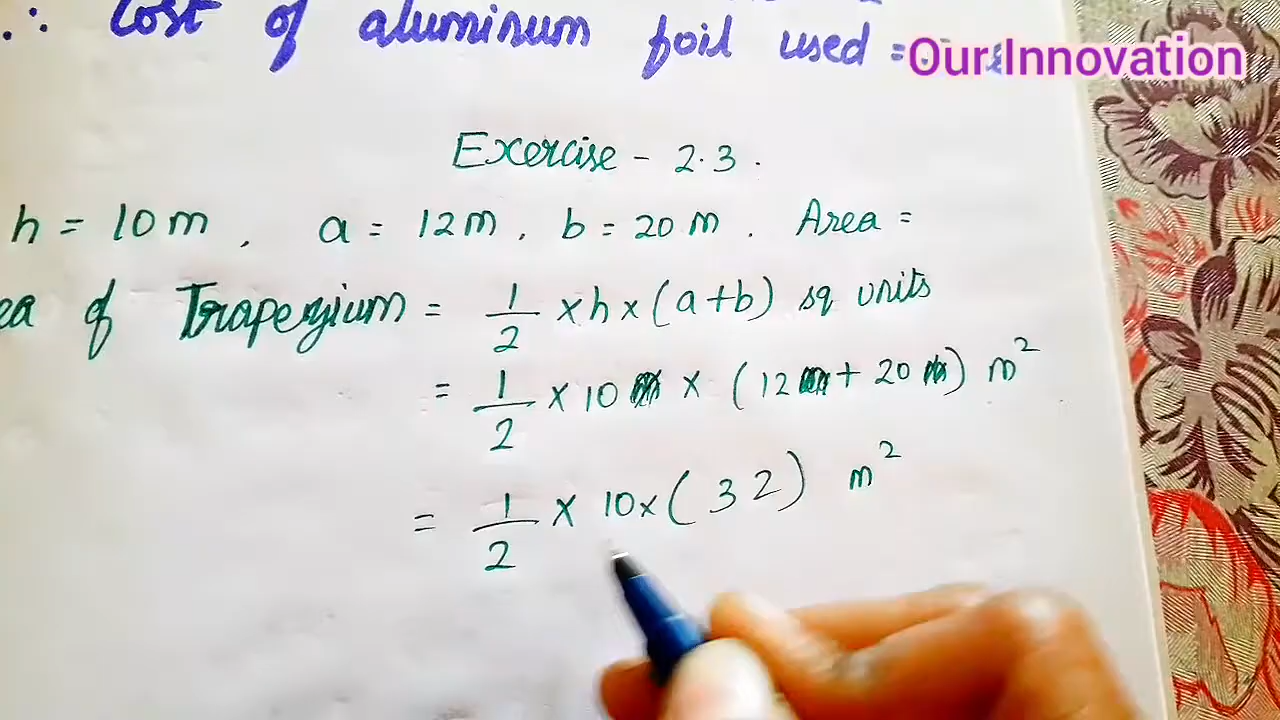 ∴ Cost of aluminum foil used =
OurInnovation
Exercise - 2.3.
h = 10 m, a = 12 m, b = 20 m. Area =
ea of Trapezium = 1/2 × h × (a+b) sq units
= 1/2 × 10 × (12 + 20) m²
= 1/2 × 10 × (32) m²